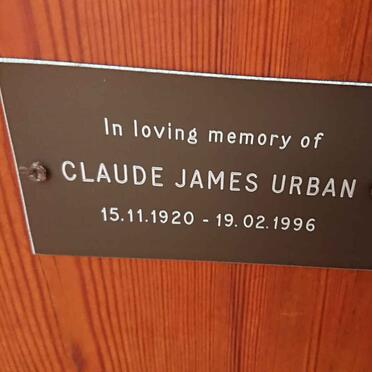 In loving memory of
CLAUDE JAMES URBAN
15.11.1920 - 19.02.1996